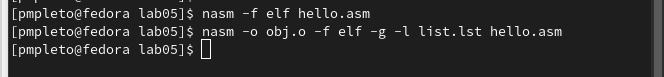 [pmpleto@fedora lab05]$ nasm -f elf hello.asm
[pmpleto@fedora lab05]$ nasm -o obj.o -f elf -g -l list.lst hello.asm
[pmpleto@fedora lab05]$